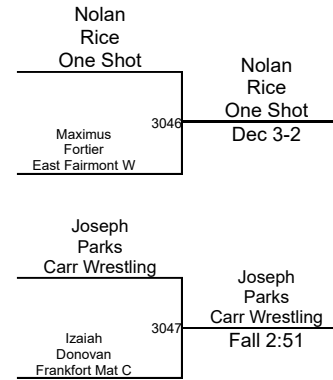 Nolan
Rice
One Shot
3046
Maximus
Fortier
East Fairmont W
Nolan
Rice
One Shot
Dec 3-2
Joseph
Parks
Carr Wrestling
3047
Izaiah
Donovan
Frankfort Mat C
Joseph
Parks
Carr Wrestling
Fall 2:51